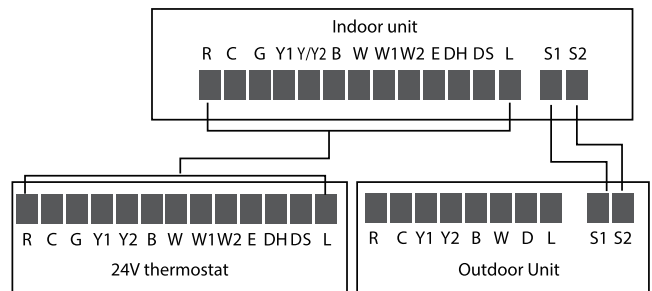 Indoor unit
R C G Y1 Y/Y2 B W W1 W2 E DH DS L S1 S2
R C G Y1 Y2 B W W1 W2 E DH DS L
24V thermostat
R C Y1 Y2 B W D L S1 S2
Outdoor Unit